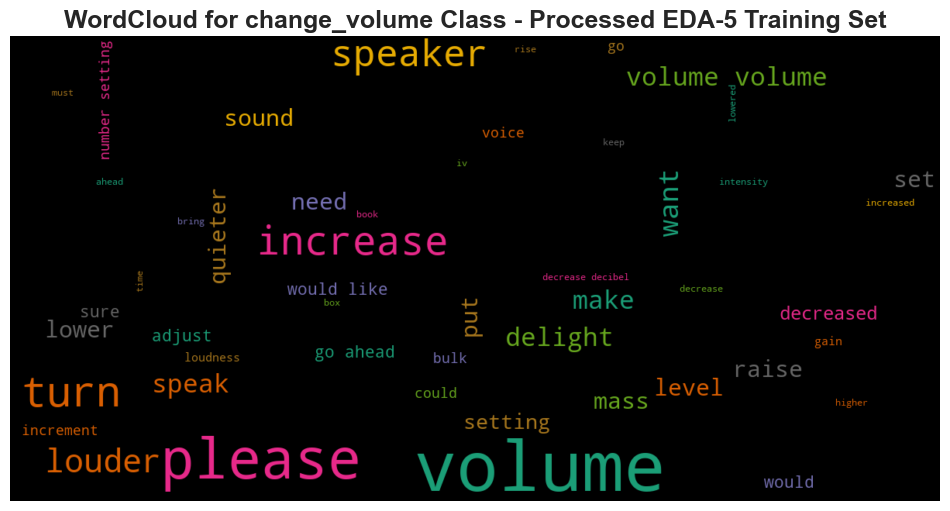 WordCloud for change_volume Class - Processed EDA-5 Training Set
speaker
rise
go
volume volume
must
number setting
sound
voice
lowered
keep
iv
ahead
need
quieter
want
intensity
set
increased
bring
book
increase
time
would like
box
decrease decibel
decrease
make
put
sure
lower
adjust
delight
decreased
gain
loudness
go ahead
bulk
raise
turn
speak
could
mass
level
higher
increment
setting
louder
please
volume
would